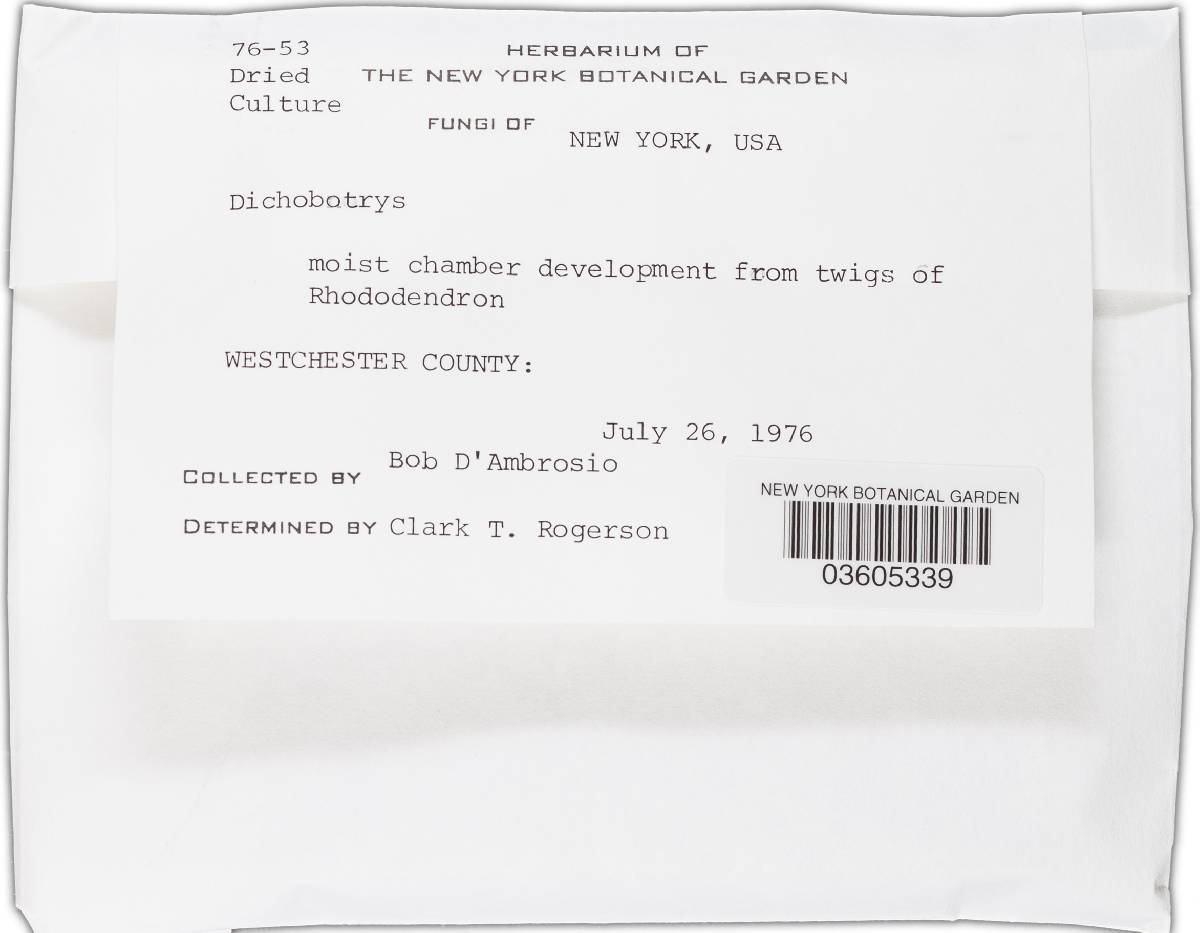 76-53
HERBARIUM OF
Dried
THE NEW YORK BOTANICAL GARDEN
Culture
FUNGI OF
NEW YORK, USA
Dichobotrys
moist chamber development from twigs of
Rhododendron
WESTCHESTER COUNTY:
July 26, 1976
COLLECTED BY Bob D'Ambrosio
DETERMINED BY Clark T. Rogerson
NEW YORK BOTANICAL GARDEN
03605339